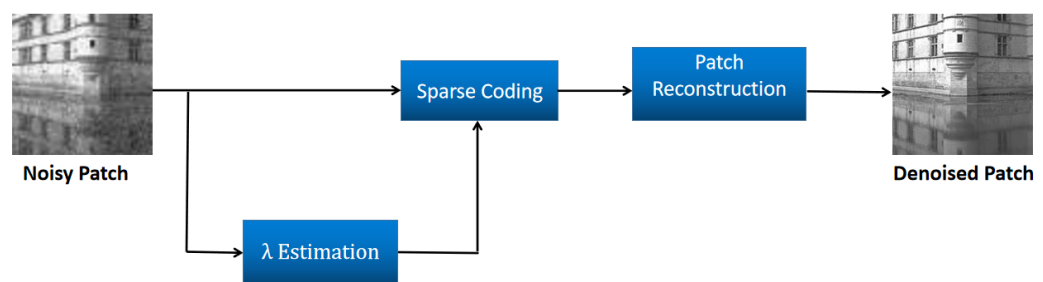 Noisy Patch
λ Estimation
Sparse Coding
Patch
Reconstruction
Denoised Patch